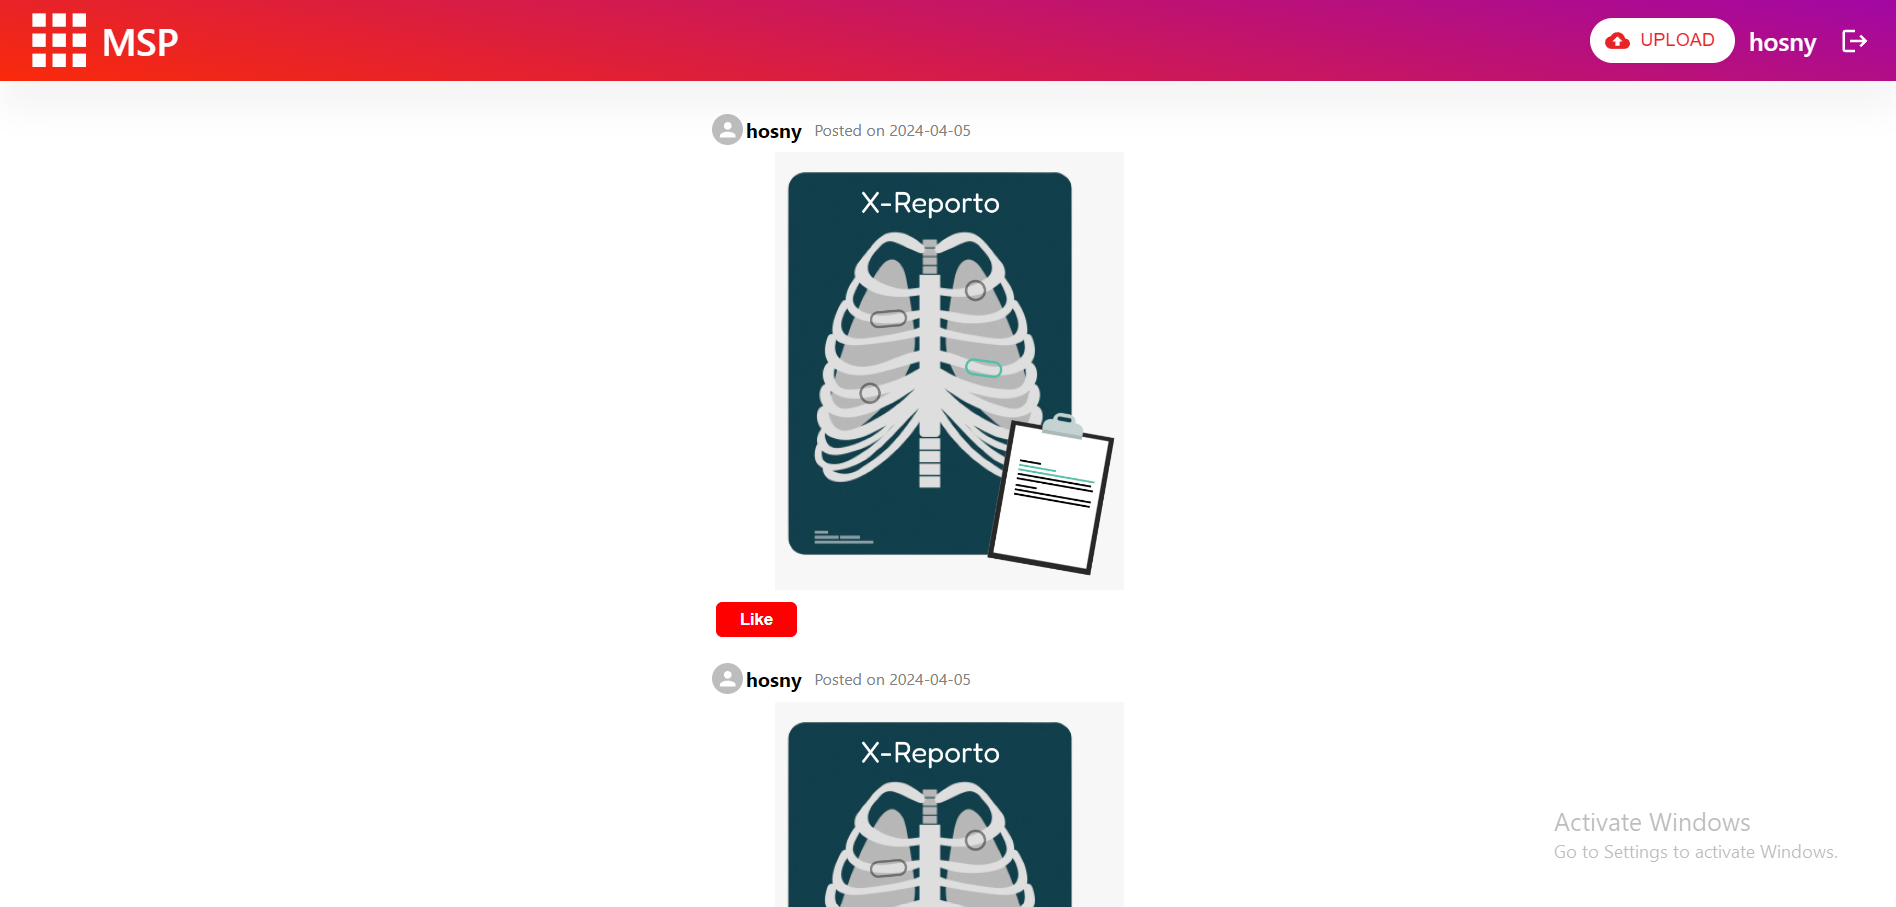 MSP
UPLOAD
hosny
hosny Posted on 2024-04-05
X-Reporto
Like
hosny Posted on 2024-04-05
X-Reporto
Activate Windows
Go to Settings to activate Windows.